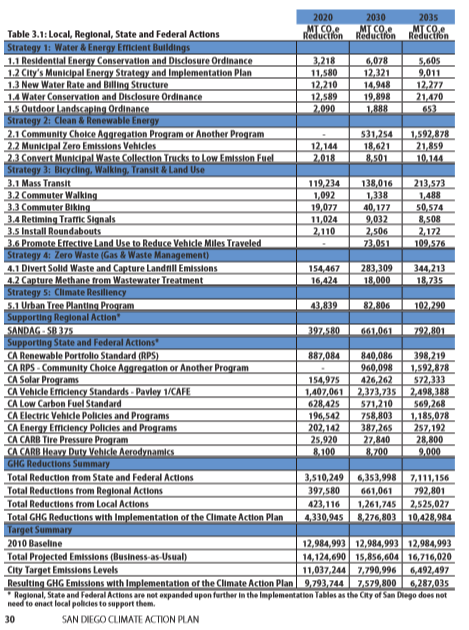 2020 2030 2035
Table 3.1: Local, Regional, State and Federal Actions MT CO₂e Reduction MT CO₂e Reduction MT CO₂e Reduction
Strategy 1: Water & Energy Efficient Buildings
1.1 Residential Energy Conservation and Disclosure Ordinance 3,218 6,078 5,605
1.2 City's Municipal Energy Strategy and Implementation Plan 11,580 12,321 9,011
1.3 New Water Rate and Billing Structure 12,210 14,948 12,277
1.4 Water Conservation and Disclosure Ordinance 12,589 19,898 21,470
1.5 Outdoor Landscaping Ordinance 2,090 1,888 653
Strategy 2: Clean & Renewable Energy
2.1 Community Choice Aggregation Program or Another Program - 531,254 1,592,878
2.2 Municipal Zero Emissions Vehicles 12,144 18,621 21,859
2.3 Convert Municipal Waste Collection Trucks to Low Emission Fuel 2,018 8,501 10,144
Strategy 3: Bicycling, Walking, Transit & Land Use
3.1 Mass Transit 119,234 138,016 213,573
3.2 Commuter Walking 1,092 1,338 1,488
3.3 Commuter Biking 19,077 40,177 50,574
3.4 Retiming Traffic Signals 11,024 9,032 8,508
3.5 Install Roundabouts 2,110 2,506 2,172
3.6 Promote Effective Land Use to Reduce Vehicle Miles Traveled - 73,051 109,576
Strategy 4: Zero Waste (Gas & Waste Management)
4.1 Divert Solid Waste and Capture Landfill Emissions 154,467 283,309 344,213
4.2 Capture Methane from Wastewater Treatment 16,424 18,000 18,735
Strategy 5: Climate Resiliency
5.1 Urban Tree Planting Program 43,839 82,806 102,290
Supporting Regional Action*
SANDAG - SB 375 397,580 661,061 792,801
Supporting State and Federal Actions*
CA Renewable Portfolio Standard (RPS) 887,084 840,086 398,219
CA RPS - Community Choice Aggregation or Another Program - 960,098 1,592,878
CA Solar Programs 154,975 426,262 572,333
CA Vehicle Efficiency Standards - Pavley 1/CAFE 1,407,061 2,373,735 2,498,388
CA Low Carbon Fuel Standard 628,425 571,210 569,268
CA Electric Vehicle Policies and Programs 196,542 758,803 1,185,078
CA Energy Efficiency Policies and Programs 202,142 387,265 257,192
CA CARB Tire Pressure Program 25,920 27,840 28,800
CA CARB Heavy Duty Vehicle Aerodynamics 8,100 8,700 9,000
GHG Reductions Summary
Total Reduction from State and Federal Actions 3,510,249 6,353,998 7,111,156
Total Reductions from Regional Actions 397,580 661,061 792,801
Total Reductions from Local Actions 423,116 1,261,745 2,525,027
Total GHG Reductions with Implementation of the Climate Action Plan 4,330,945 8,276,803 10,428,984
Target Summary
2010 Baseline 12,984,993 12,984,993 12,984,993
Total Projected Emissions (Business-as-Usual) 14,124,690 15,856,604 16,716,020
City Target Emissions Levels 11,037,244 7,790,996 6,492,497
Resulting GHG Emissions with Implementation of the Climate Action Plan 9,793,744 7,579,800 6,287,035
* Regional, State and Federal Actions are not expanded upon further in the Implementation Tables as the City of San Diego does not
need to enact local policies to support them.
30 SAN DIEGO CLIMATE ACTION PLAN